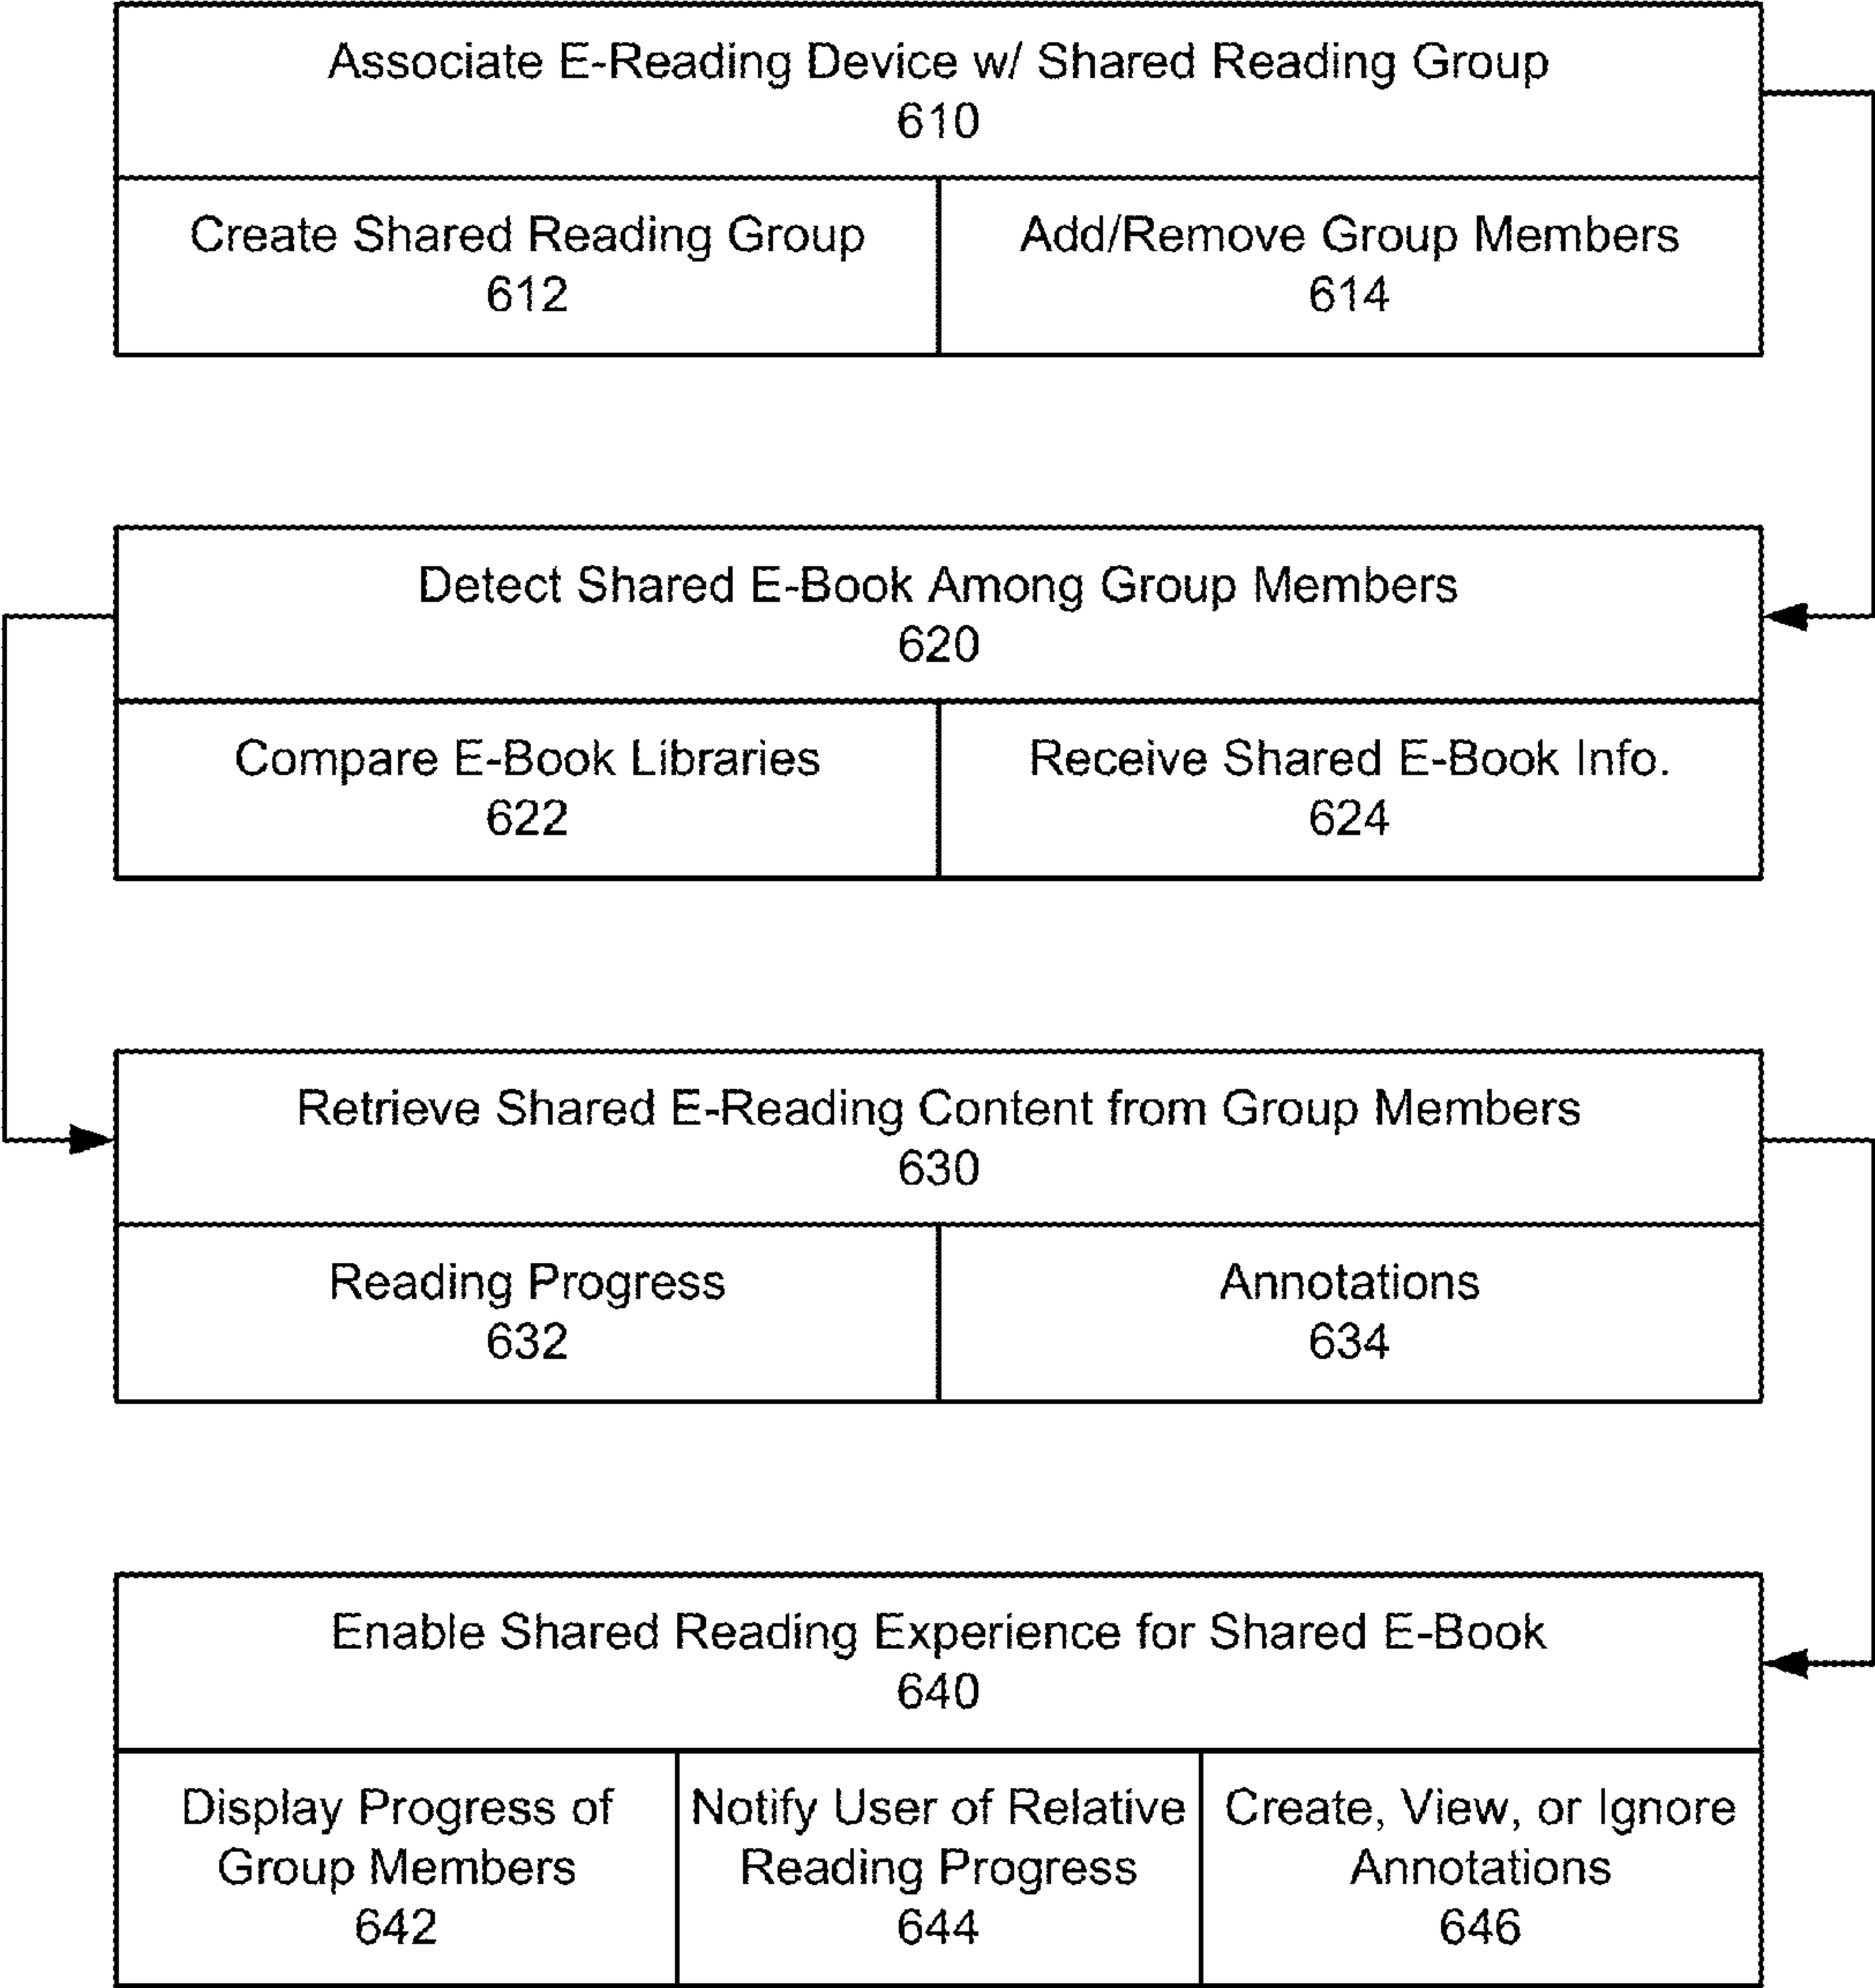 Associate E-Reading Device w/ Shared Reading Group
610
Create Shared Reading Group
612
Add/Remove Group Members
614
Detect Shared E-Book Among Group Members
620
Compare E-Book Libraries
622
Receive Shared E-Book Info.
624
Retrieve Shared E-Reading Content from Group Members
630
Reading Progress
632
Annotations
634
Enable Shared Reading Experience for Shared E-Book
640
Display Progress of
Group Members
642
Notify User of Relative
Reading Progress
644
Create, View, or Ignore
Annotations
646